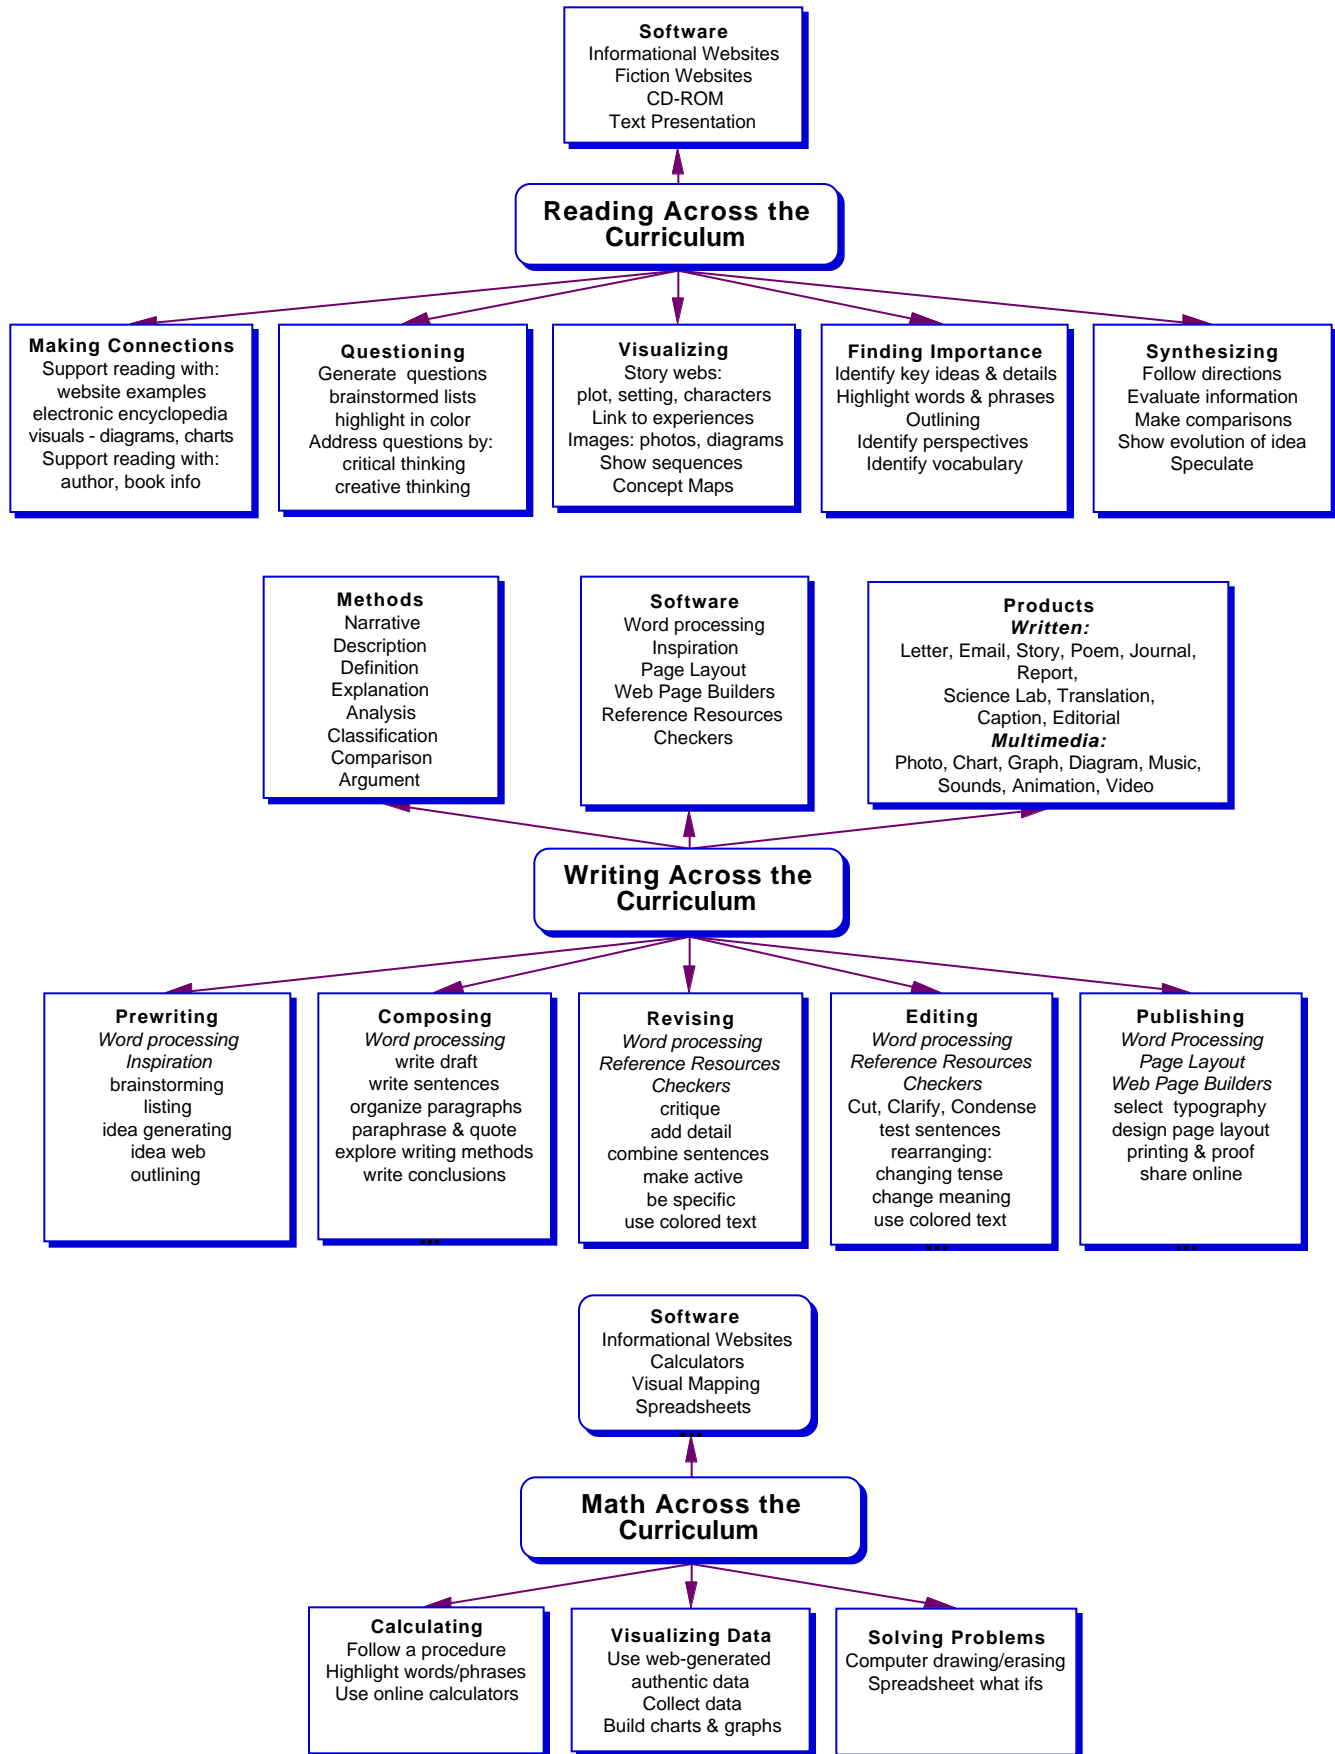 Software
Informational Websites
Fiction Websites
CD-ROM
Text Presentation
Reading Across the
Curriculum
Making Connections
Support reading with:
website examples
electronic encyclopedia
visuals - diagrams, charts
Support reading with:
author, book info
Questioning
Generate questions
brainstormed lists
highlight in color
Address questions by:
critical thinking
creative thinking
Visualizing
Story webs:
plot, setting, characters
Link to experiences
Images: photos, diagrams
Show sequences
Concept Maps
Finding Importance
Identify key ideas & details
Highlight words & phrases
Outlining
Identify perspectives
Identify vocabulary
Synthesizing
Follow directions
Evaluate information
Make comparisons
Show evolution of idea
Speculate
Methods
Narrative
Description
Definition
Explanation
Analysis
Classification
Comparison
Argument
Software
Word processing
Inspiration
Page Layout
Web Page Builders
Reference Resources
Checkers
Products
Written:
Letter, Email, Story, Poem, Journal,
Report,
Science Lab, Translation,
Caption, Editorial
Multimedia:
Photo, Chart, Graph, Diagram, Music,
Sounds, Animation, Video
Writing Across the
Curriculum
Prewriting
Word processing
Inspiration
brainstorming
listing
idea generating
idea web
outlining
Composing
Word processing
write draft
write sentences
organize paragraphs
paraphrase & quote
explore writing methods
write conclusions
...
Revising
Word processing
Reference Resources
Checkers
critique
add detail
combine sentences
make active
be specific
use colored text
Editing
Word processing
Reference Resources
Checkers
Cut, Clarify, Condense
test sentences
rearranging:
changing tense
change meaning
use colored text
...
Publishing
Word Processing
Page Layout
Web Page Builders
select typography
design page layout
printing & proof
share online
...
Software
Informational Websites
Calculators
Visual Mapping
Spreadsheets
...
Math Across the
Curriculum
Calculating
Follow a procedure
Highlight words/phrases
Use online calculators
Visualizing Data
Use web-generated
authentic data
Collect data
Build charts & graphs
Solving Problems
Computer drawing/erasing
Spreadsheet what ifs